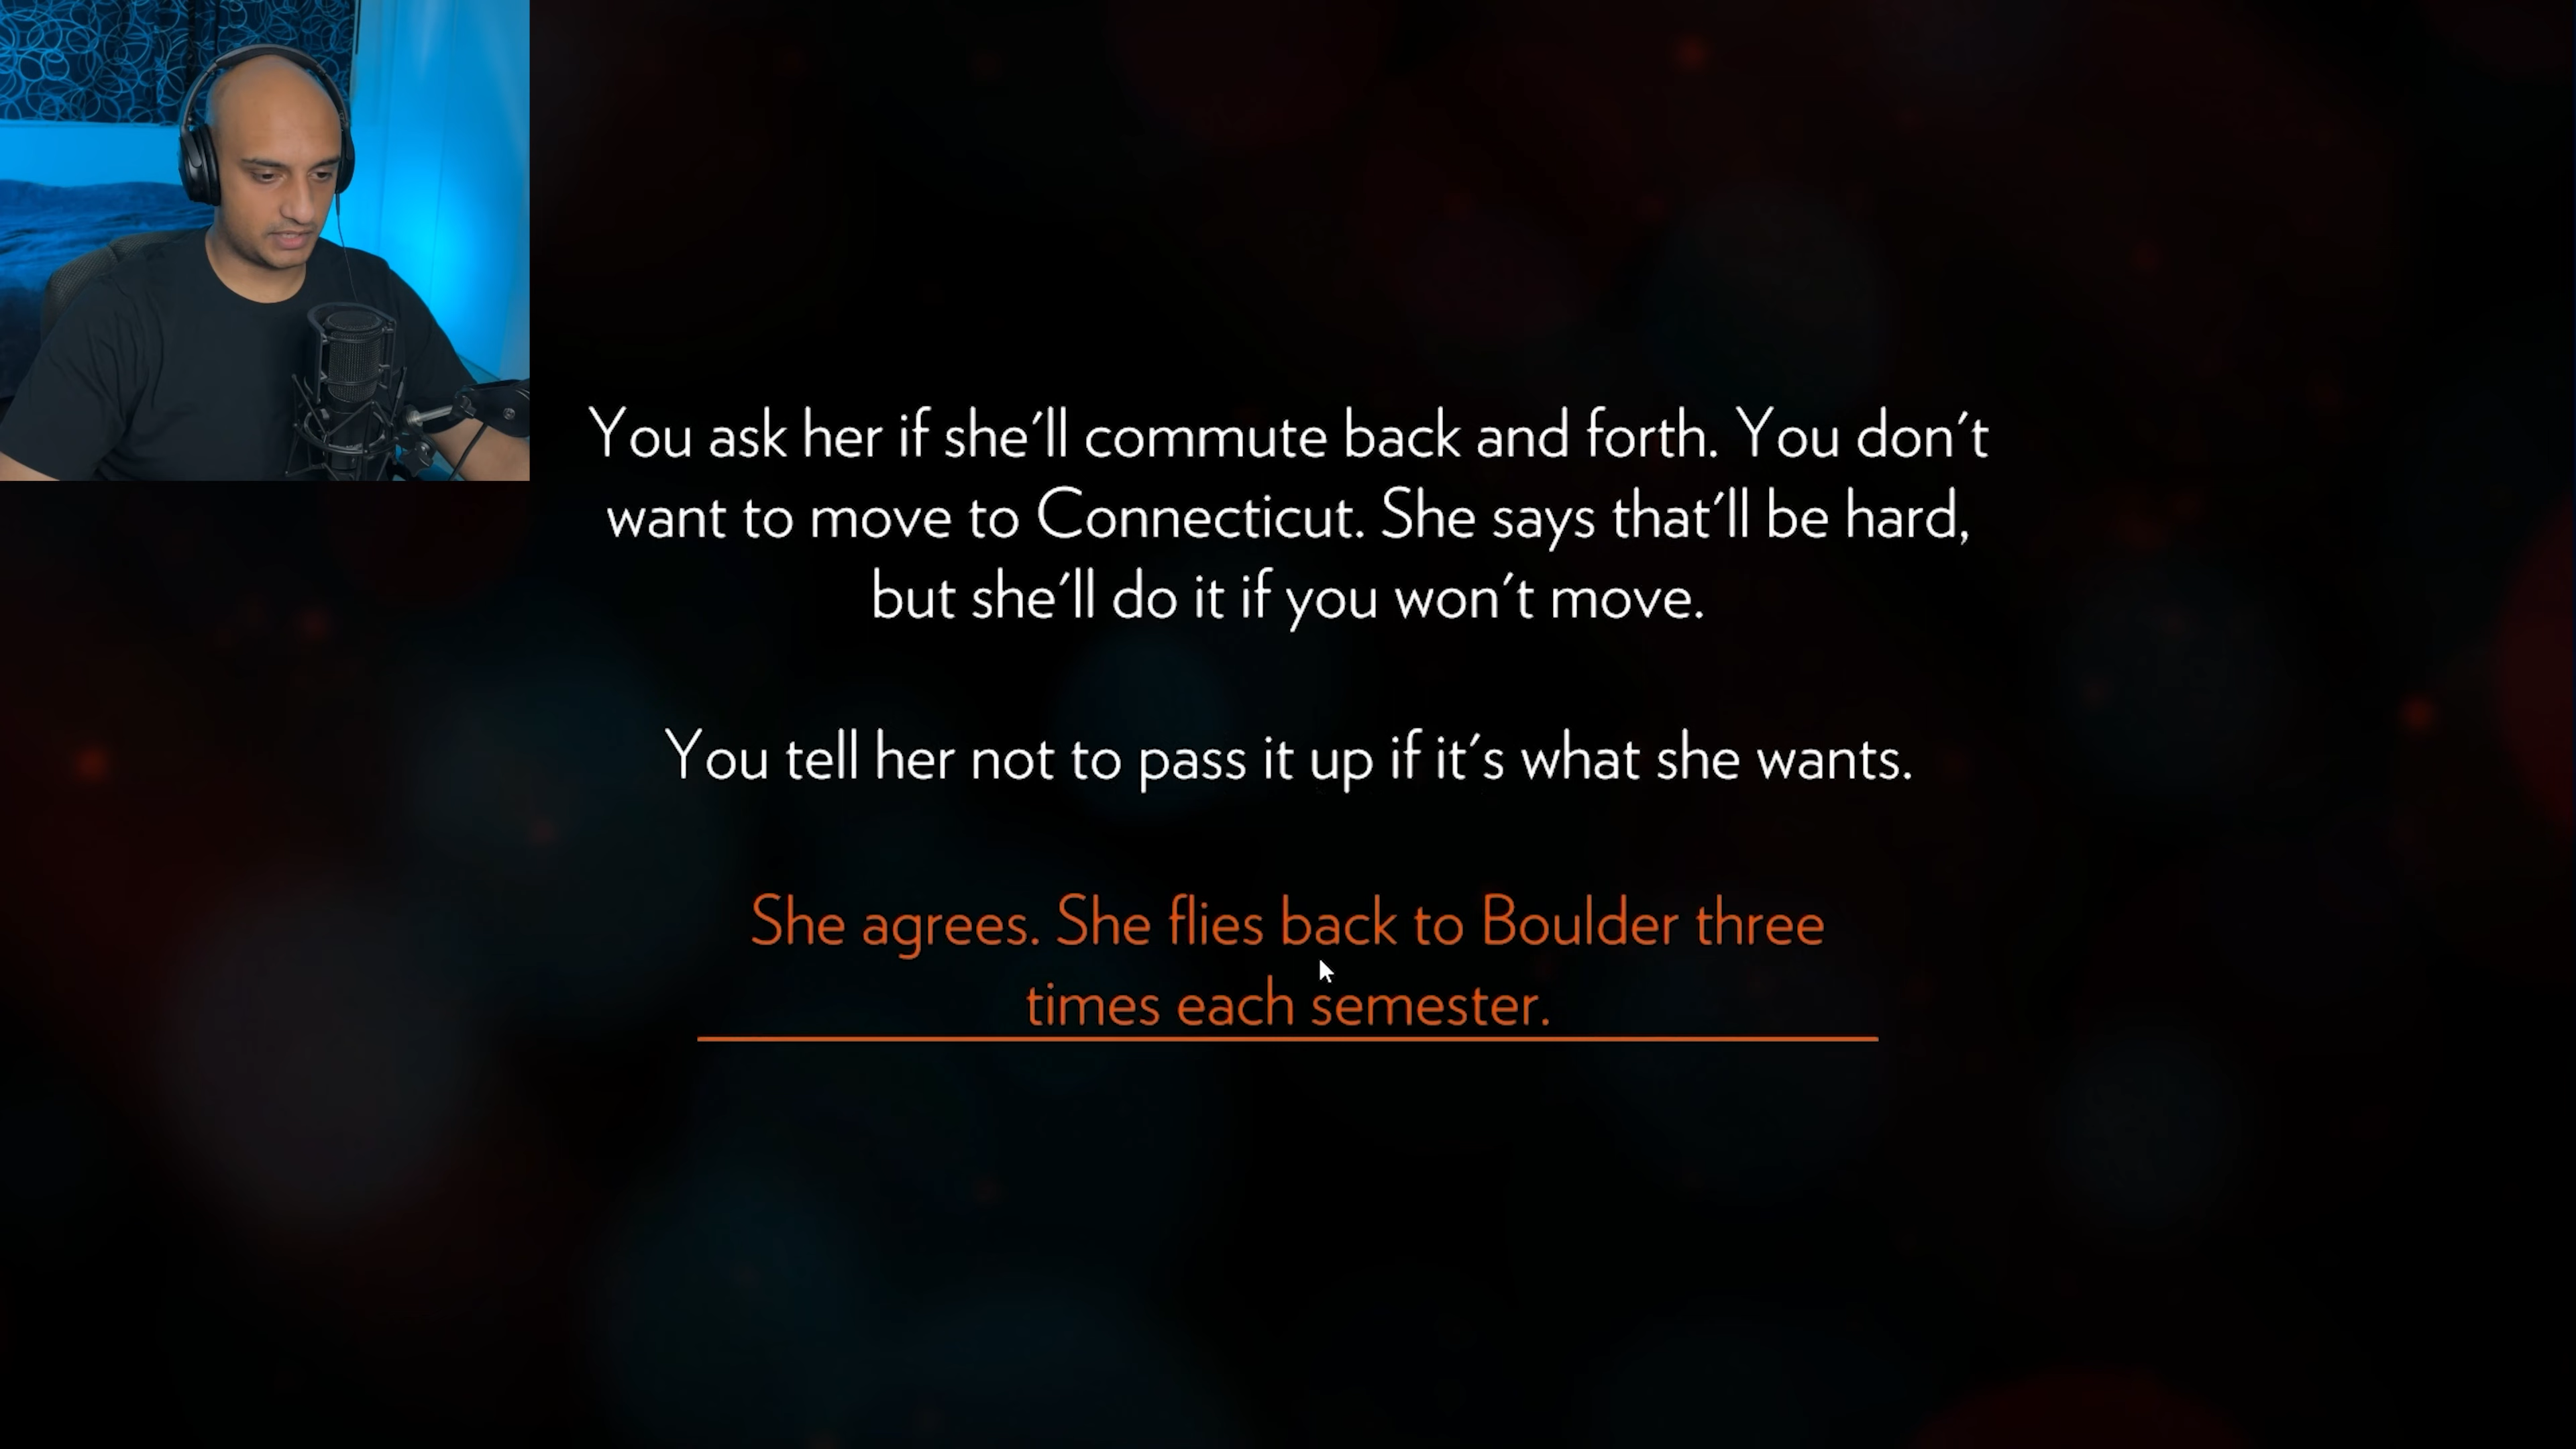 You ask her if she'll commute back and forth. You don't
want to move to Connecticut. She says that'll be hard,
but she'll do it if you won't move.
You tell her not to pass it up if it's what she wants.
She agrees. She flies back to Boulder three
times each semester.